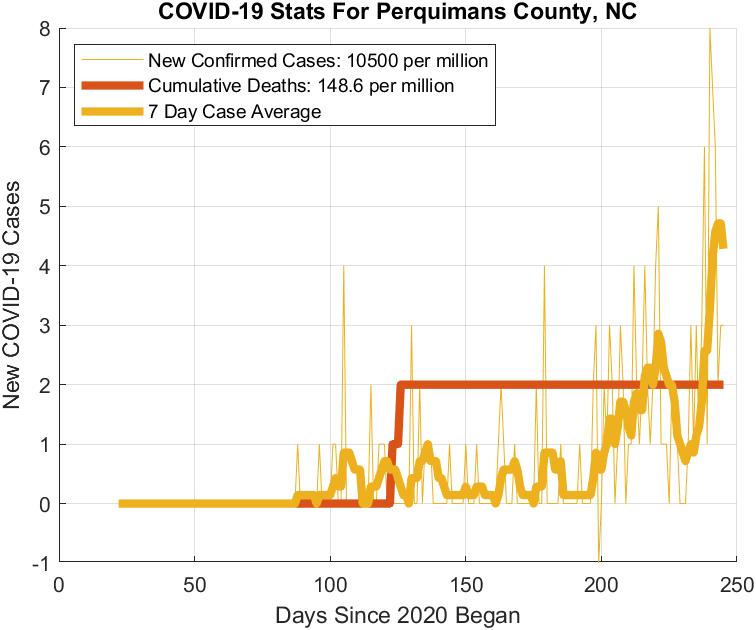 COVID-19 Stats For Perquimans County, NC
New Confirmed Cases: 10500 per million
Cumulative Deaths: 148.6 per million
7 Day Case Average
New COVID-19 Cases
8
7
6
5
4
3
2
1
0
-1
0 50 100 150 200 250
Days Since 2020 Began